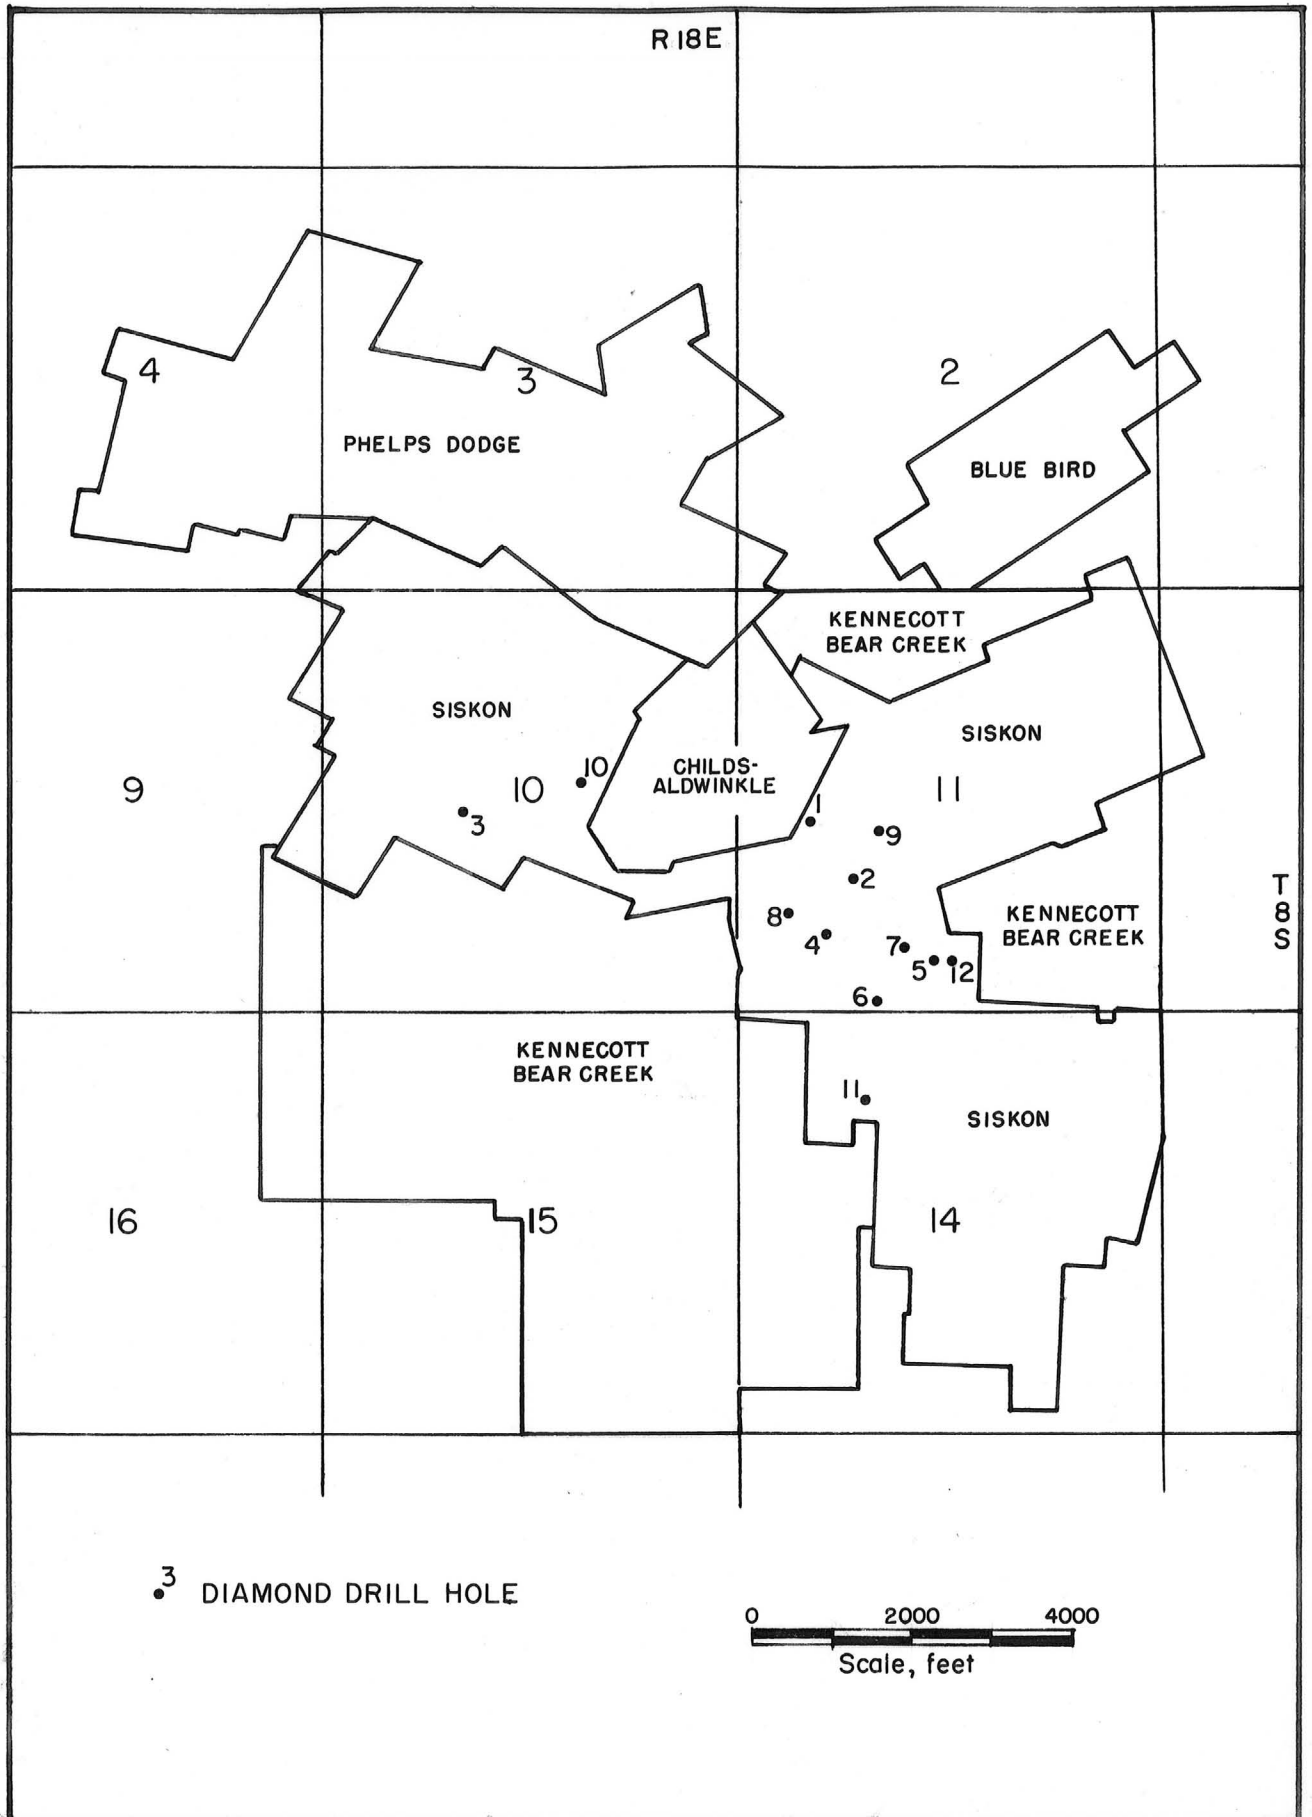 R 18 E
4
3
2
PHELPS DODGE
BLUE BIRD
KENNECOTT
BEAR CREEK
SISKON
SISKON
CHILDS-
ALDWINKLE
9
10
10
11
3
1
9
2
8
4
7
5
12
6
KENNECOTT
BEAR CREEK
T
8
S
KENNECOTT
BEAR CREEK
11
SISKON
16
15
14
3
DIAMOND DRILL HOLE
0 2000 4000
Scale, feet